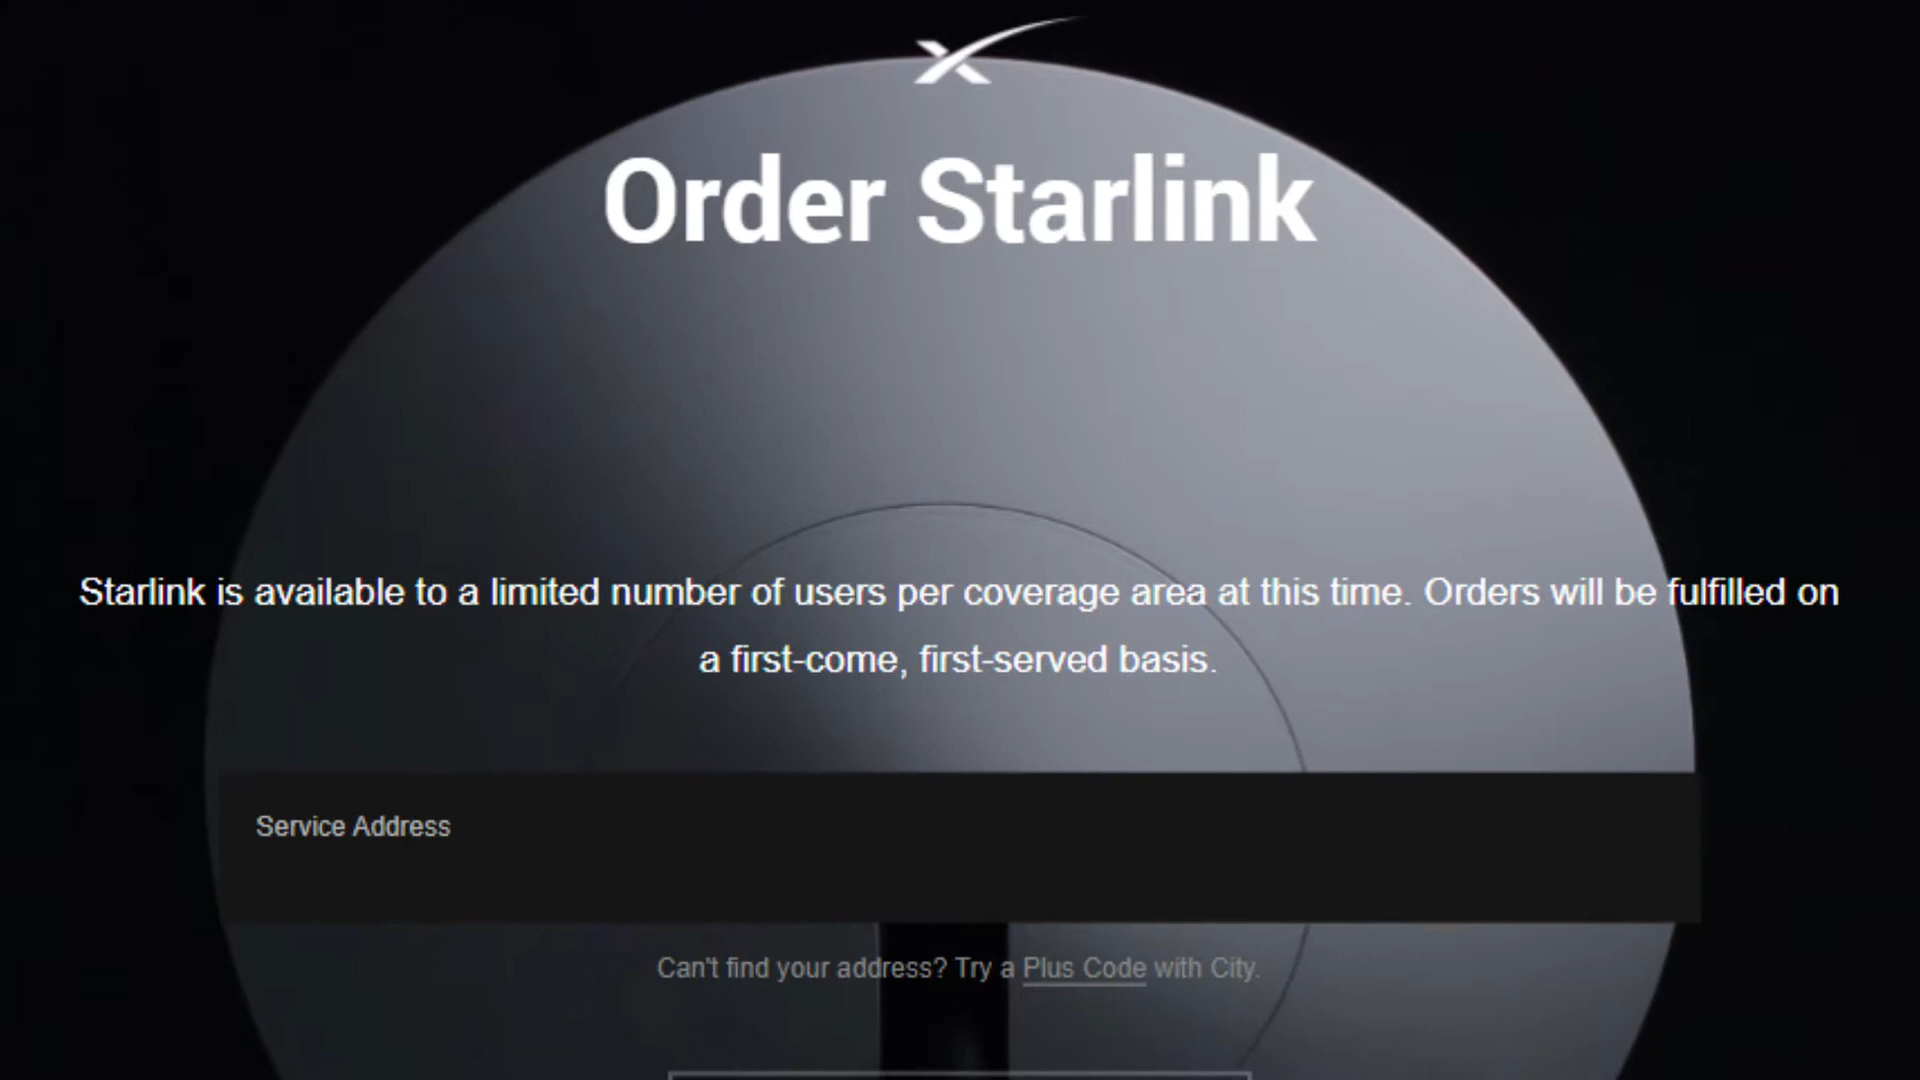 Order Starlink
Starlink is available to a limited number of users per coverage area at this time. Orders will be fulfilled on
a first-come, first-served basis.
Service Address
Can't find your address? Try a Plus Code with City.